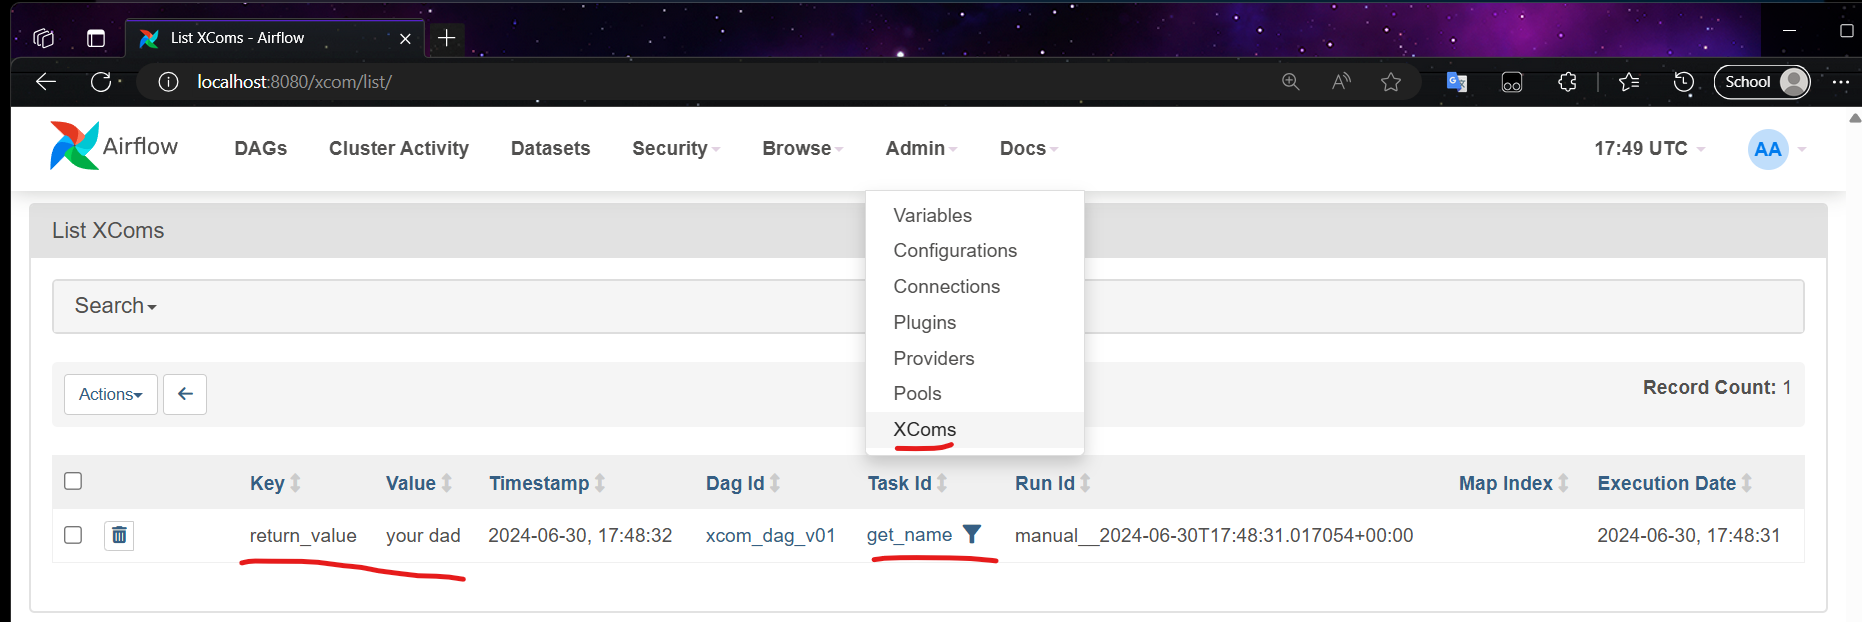 List XComs - Airflow
localhost:8080/xcom/list/
School
Airflow DAGs Cluster Activity Datasets Security Browse Admin Docs 17:49 UTC AA
Variables
Configurations
Connections
Plugins
Providers
Pools
XComs
List XComs
Search
Actions
Record Count: 1
Key Value Timestamp Dag Id Task Id Run Id Map Index Execution Date
return_value your dad 2024-06-30, 17:48:32 xcom_dag_v01 get_name manual__2024-06-30T17:48:31.017054+00:00 2024-06-30, 17:48:31